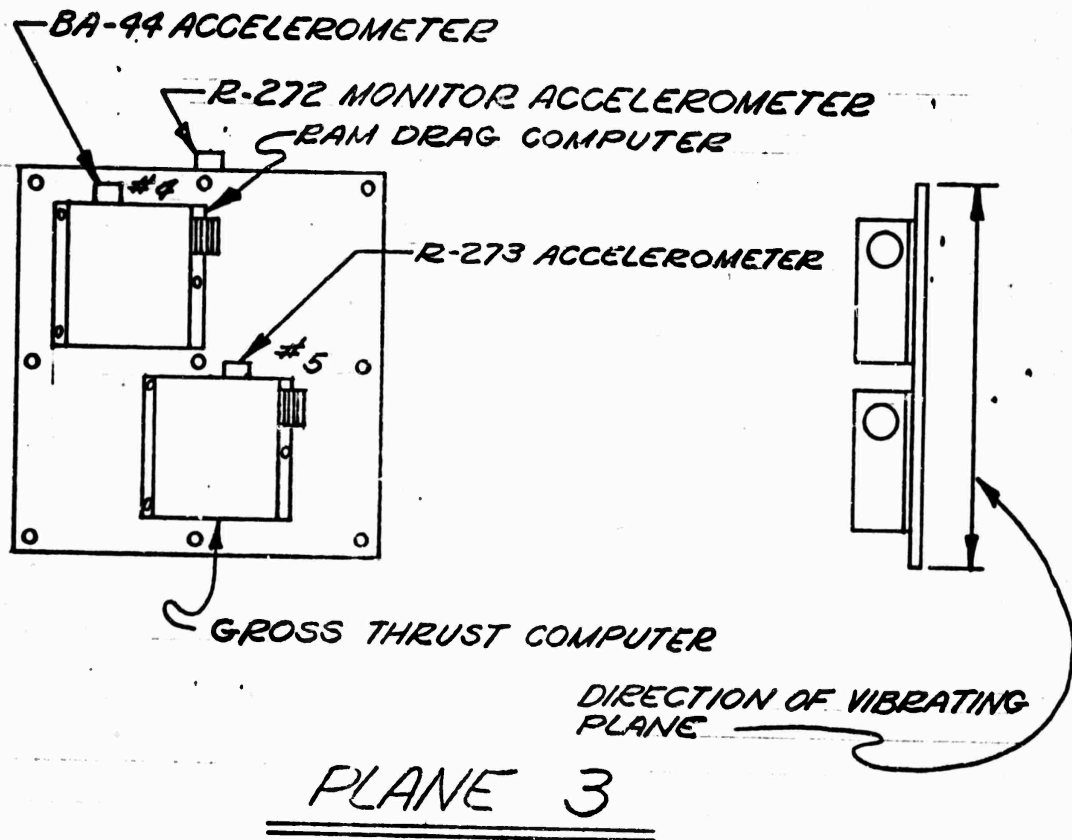 BA-44 ACCELEROMETER
R-272 MONITOR ACCELEROMETER
RAM DRAG COMPUTER
#4
R-273 ACCELEROMETER
#5
GROSS THRUST COMPUTER
DIRECTION OF VIBRATING
PLANE
PLANE 3